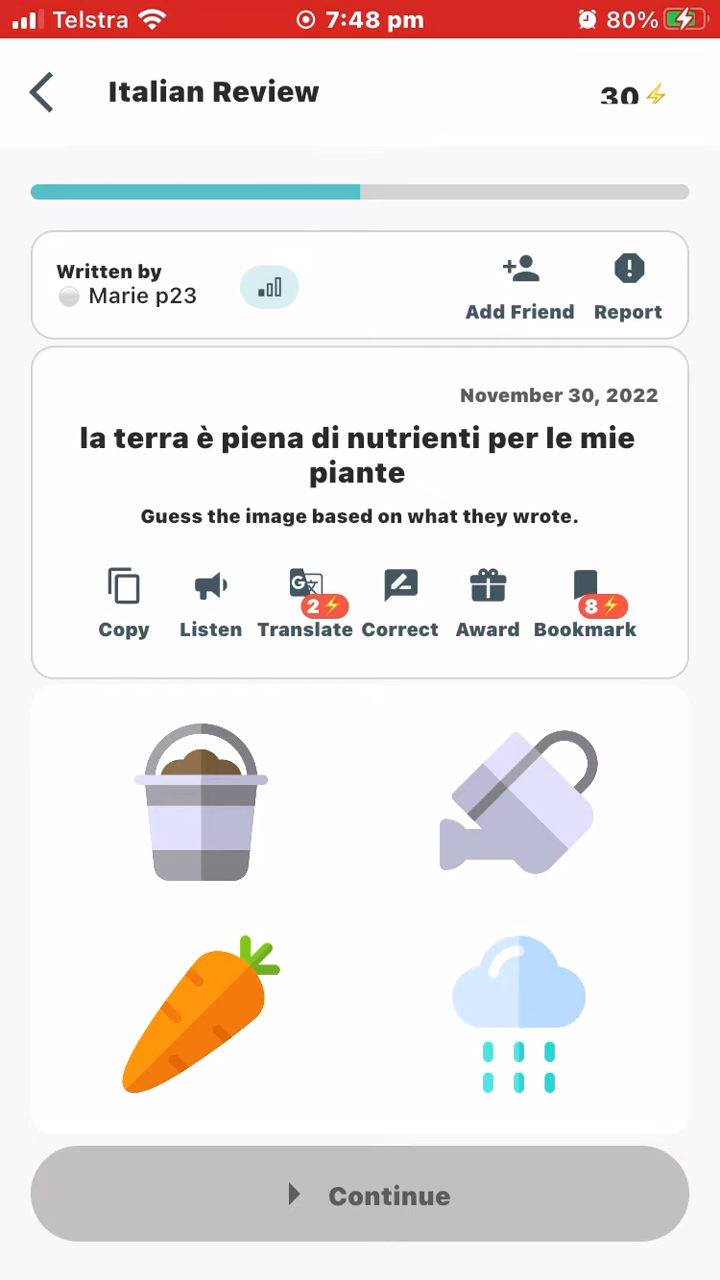 Telstra 7:48 pm 80%
Italian Review 30
Written by
Marie p23
Add Friend Report
November 30, 2022
la terra è piena di nutrienti per le mie
piante
Guess the image based on what they wrote.
2 8
Copy Listen Translate Correct Award Bookmark
Continue